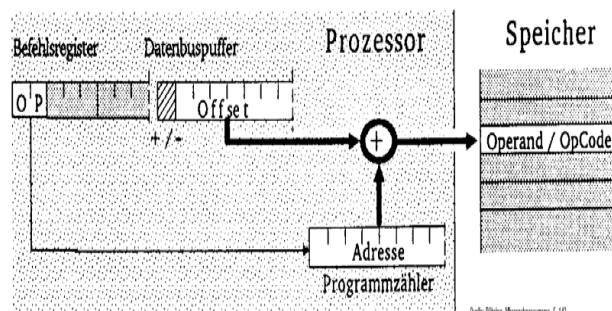 Befehlsregister Datenbuspuffer Prozessor Speicher
O P Offset
+ / -
+ Operand / OpCode
Adresse
Programmzähler